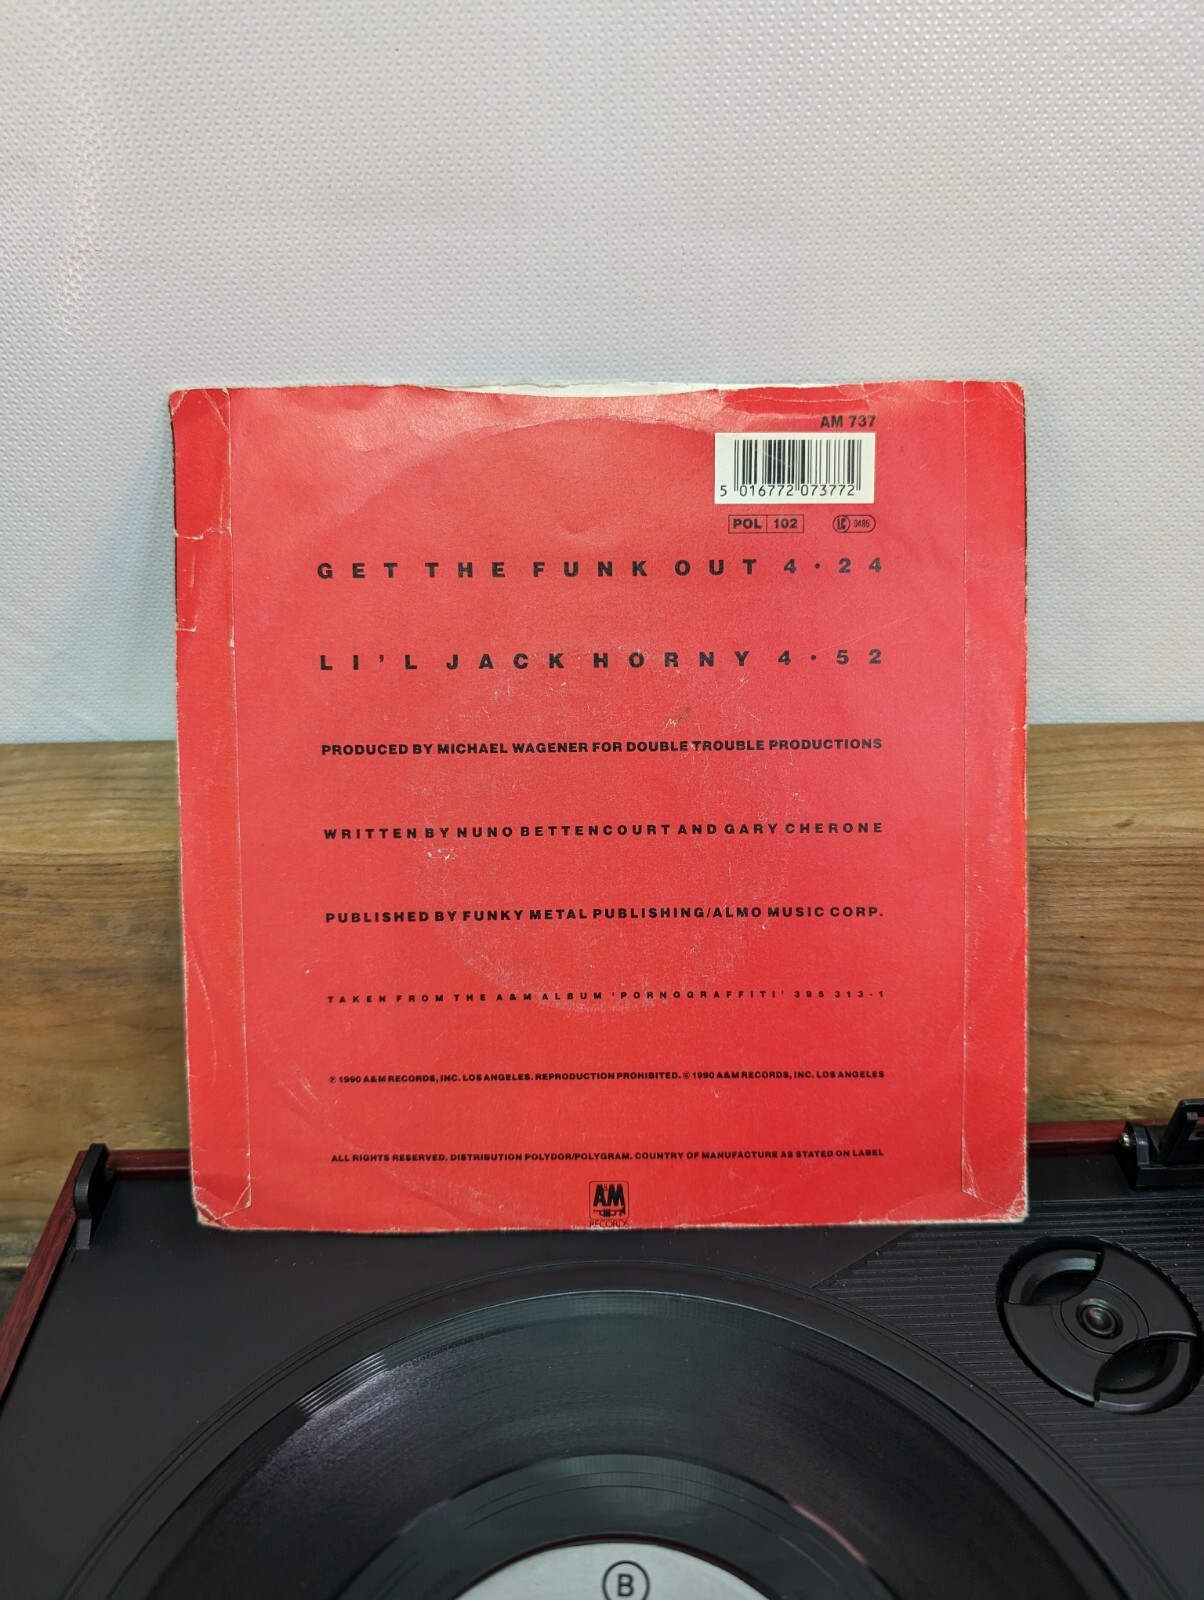 AM 737
5 016772 073772
POL 102 LC 0485
GET THE FUNK OUT 4·24
LI'L JACK HORNY 4·52
PRODUCED BY MICHAEL WAGENER FOR DOUBLE TROUBLE PRODUCTIONS
WRITTEN BY NUNO BETTENCOURT AND GARY CHERONE
PUBLISHED BY FUNKY METAL PUBLISHING/ALMO MUSIC CORP.
TAKEN FROM THE A&M ALBUM 'PORNOGRAFFITI' 395 313-1
℗ 1990 A&M RECORDS, INC. LOS ANGELES. REPRODUCTION PROHIBITED. © 1990 A&M RECORDS, INC. LOS ANGELES
ALL RIGHTS RESERVED. DISTRIBUTION POLYDOR/POLYGRAM. COUNTRY OF MANUFACTURE AS STATED ON LABEL
A&M
RECORDS
B